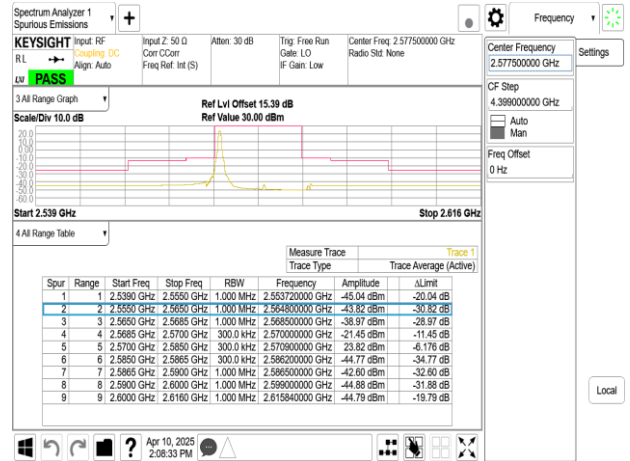 Spectrum Analyzer 1
Spurious Emissions
Frequency
KEYSIGHT Input: RF Input Z: 50 Ω Atten: 30 dB Trig: Free Run Center Freq: 2.577500000 GHz
RL Coupling: DC Corr CCorr Gate: LO Radio Std: None
Align: Auto Freq Ref: Int (S) IF Gain: Low
LXI PASS
Center Frequency
2.577500000 GHz
Settings
CF Step
4.399000000 GHz
Auto
Man
Freq Offset
0 Hz
3 All Range Graph
Ref Lvl Offset 15.39 dB
Scale/Div 10.0 dB Ref Value 30.00 dBm
20.0
10.0
0.00
-10.0
-20.0
-30.0
-40.0
-50.0
-60.0
Start 2.539 GHz Stop 2.616 GHz
4 All Range Table
Measure Trace Trace 1
Trace Type Trace Average (Active)
Spur Range Start Freq Stop Freq RBW Frequency Amplitude ΔLimit
1 1 2.5390 GHz 2.5550 GHz 1.000 MHz 2.553720000 GHz -45.04 dBm -20.04 dB
2 2 2.5550 GHz 2.5650 GHz 1.000 MHz 2.564800000 GHz -43.82 dBm -30.82 dB
3 3 2.5650 GHz 2.5685 GHz 1.000 MHz 2.568500000 GHz -38.97 dBm -28.97 dB
4 4 2.5685 GHz 2.5700 GHz 300.0 kHz 2.570000000 GHz -21.45 dBm -11.45 dB
5 5 2.5700 GHz 2.5850 GHz 300.0 kHz 2.570900000 GHz 23.82 dBm -6.176 dB
6 6 2.5850 GHz 2.5865 GHz 300.0 kHz 2.586200000 GHz -44.77 dBm -34.77 dB
7 7 2.5865 GHz 2.5900 GHz 1.000 MHz 2.586500000 GHz -42.60 dBm -32.60 dB
8 8 2.5900 GHz 2.6000 GHz 1.000 MHz 2.599000000 GHz -44.88 dBm -31.88 dB
9 9 2.6000 GHz 2.6160 GHz 1.000 MHz 2.615840000 GHz -44.79 dBm -19.79 dB
Local
Apr 10, 2025
2:08:33 PM